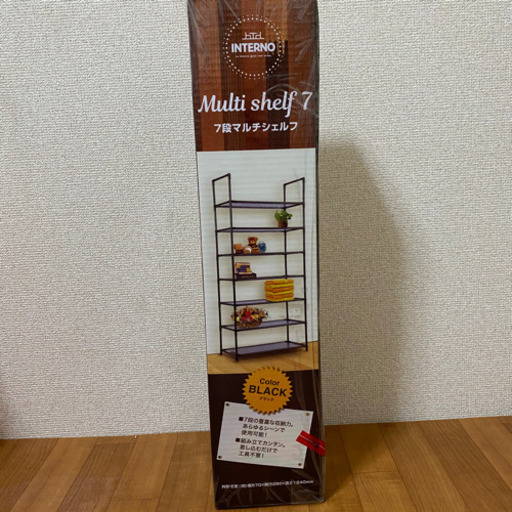 INTERNO
Multi shelf 7
7段マルチシェルフ
Color
BLACK
ブラック
■7段の豊富な収納力。
あらゆるシーンで
使用可能!
■組み立てカンタン。
差し込むだけで
工具不要!